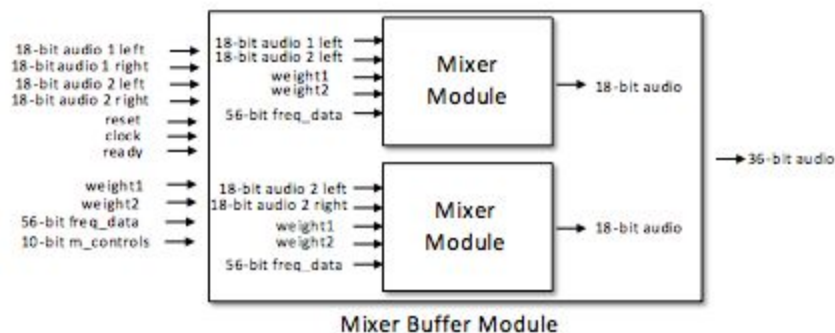 18-bit audio 1 left
18-bit audio 1 right
18-bit audio 2 left
18-bit audio 2 right
reset
clock
ready
weight1
weight2
56-bit freq_data
10-bit m_controls
18-bit audio 1 left
18-bit audio 2 left
weight1
weight2
56-bit freq_data
Mixer
Module
18-bit audio
18-bit audio 2 left
18-bit audio 2 right
weight1
weight2
56-bit freq_data
Mixer
Module
18-bit audio
36-bit audio
Mixer Buffer Module